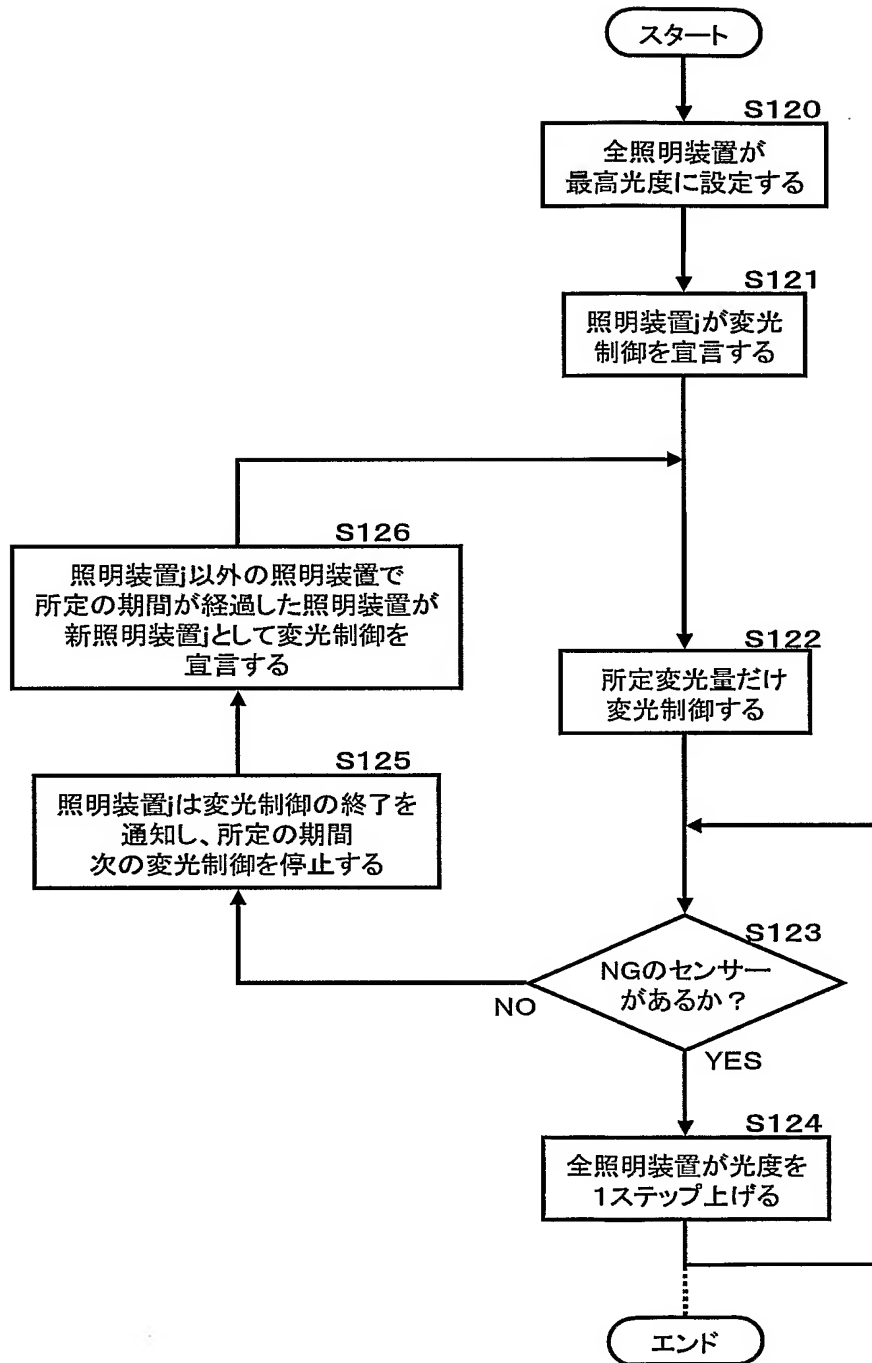 スタート
S120
全照明装置が
最高光度に設定する
S121
照明装置jが変光
制御を宣言する
S126
照明装置j以外の照明装置で
所定の期間が経過した照明装置が
新照明装置jとして変光制御を
宣言する
S122
所定変光量だけ
変光制御する
S125
照明装置jは変光制御の終了を
通知し、所定の期間
次の変光制御を停止する
S123
NGのセンサー
があるか？
NO
YES
S124
全照明装置が光度を
1ステップ上げる
エンド